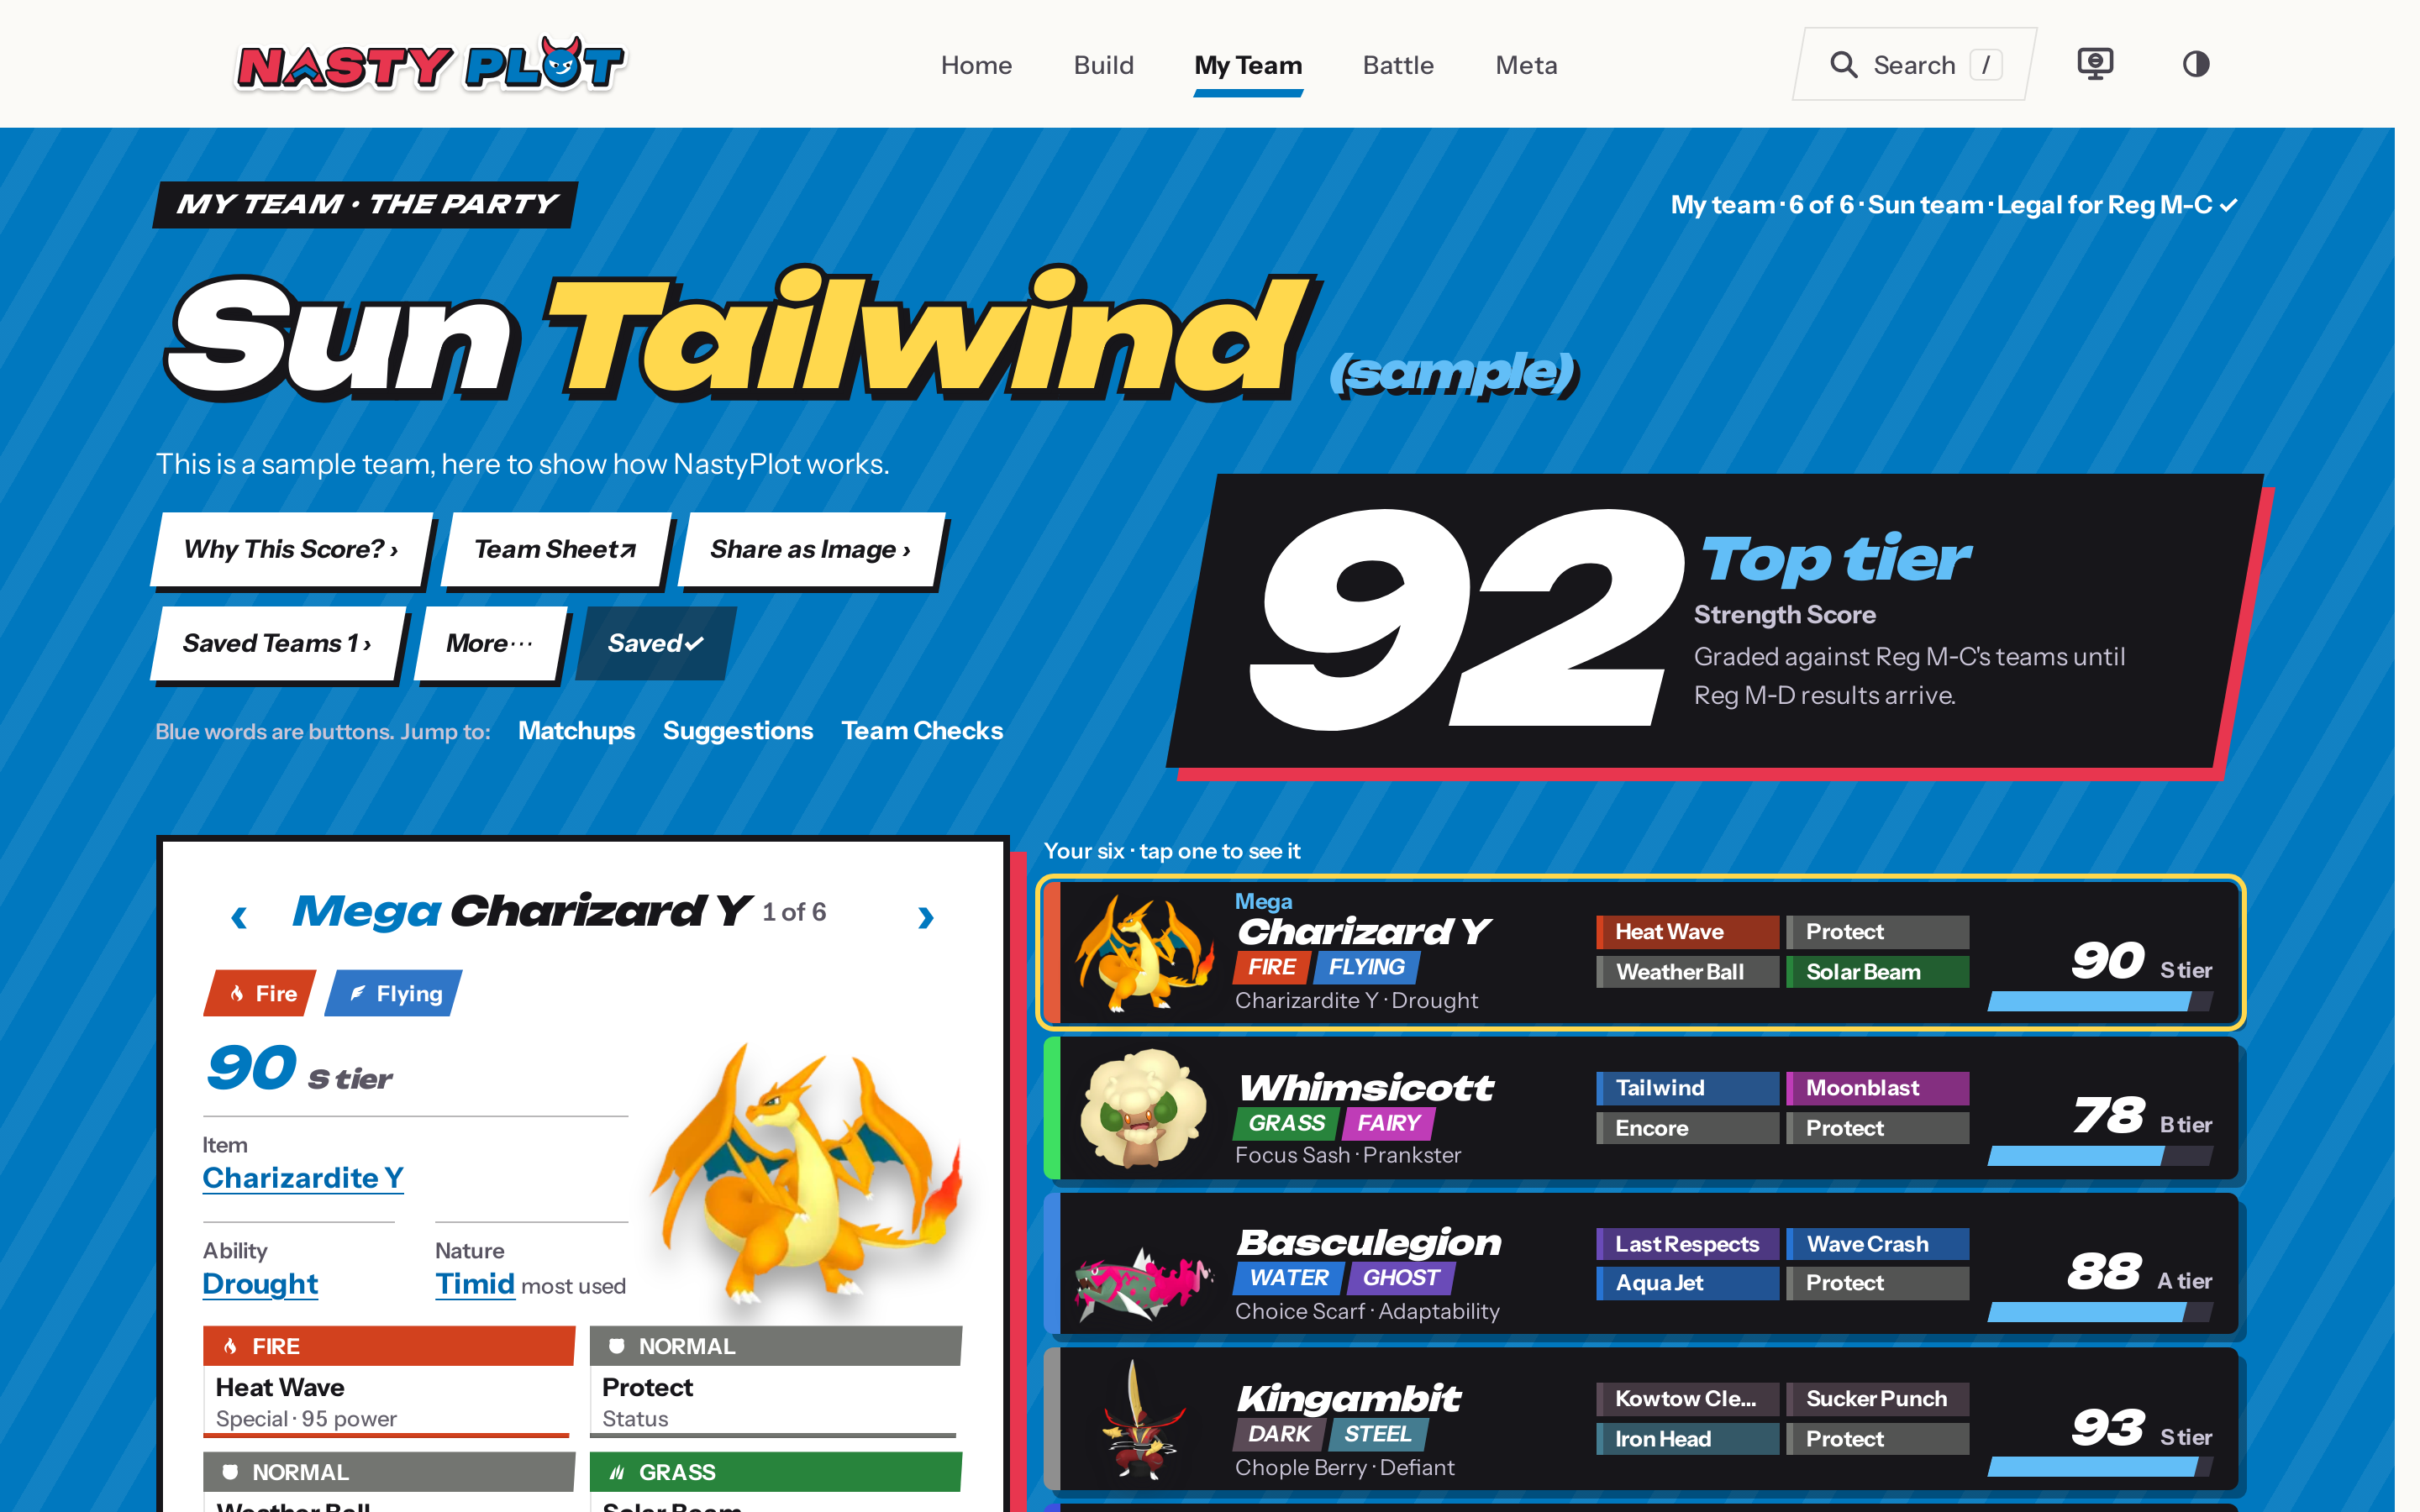 NASTY PLOT
Home Build My Team Battle Meta
Search /
MY TEAM · THE PARTY
My team · 6 of 6 · Sun team · Legal for Reg M-C ✓
Sun Tailwind (sample)
This is a sample team, here to show how NastyPlot works.
Why This Score? › Team Sheet↗ Share as Image ›
Saved Teams 1 › More··· Saved✓
Blue words are buttons. Jump to: Matchups Suggestions Team Checks
92
Top tier
Strength Score
Graded against Reg M-C's teams until
Reg M-D results arrive.
‹ Mega Charizard Y 1 of 6 ›
Fire Flying
90 S tier
Item
Charizardite Y
Ability Nature
Drought Timid most used
FIRE NORMAL
Heat Wave Protect
Special · 95 power Status
NORMAL GRASS
Weather Ball Solar Beam
Your six · tap one to see it
Mega
Charizard Y
FIRE FLYING
Charizardite Y · Drought
Heat Wave Protect
Weather Ball Solar Beam
90 S tier
Whimsicott
GRASS FAIRY
Focus Sash · Prankster
Tailwind Moonblast
Encore Protect
78 B tier
Basculegion
WATER GHOST
Choice Scarf · Adaptability
Last Respects Wave Crash
Aqua Jet Protect
88 A tier
Kingambit
DARK STEEL
Chople Berry · Defiant
Kowtow Cle... Sucker Punch
Iron Head Protect
93 S tier